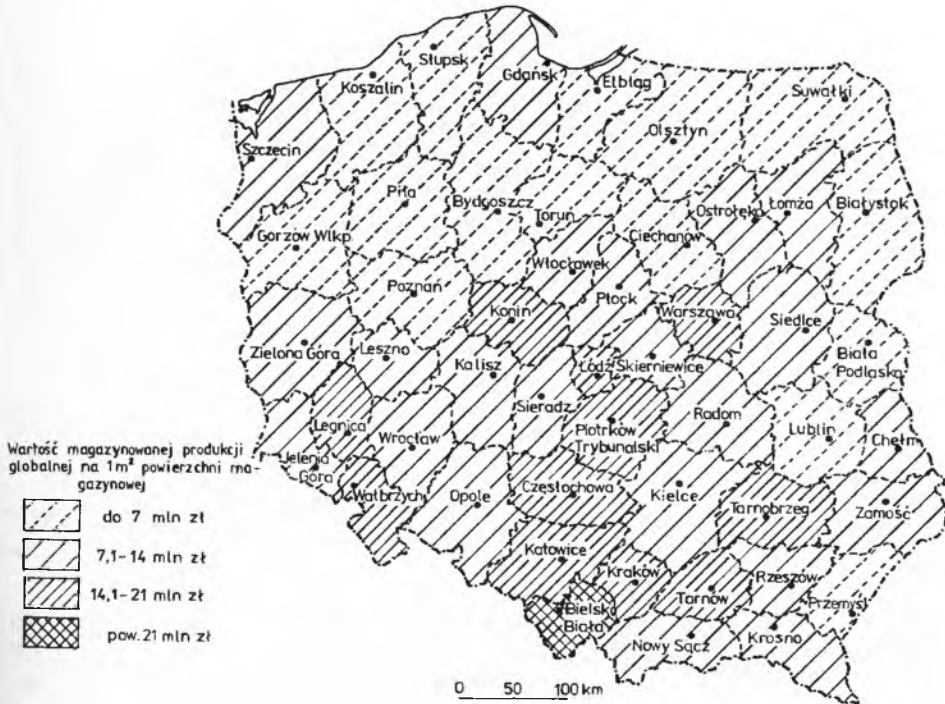 Słupsk
Koszalin
Gdańsk
Elbląg
Suwałki
Olsztyn
Szczecin
Piła
Bydgoszcz
Toruń
Ostrołęka
Łomża
Białystok
Ciechanów
Gorzów Wlkp.
Włocławek
Poznań
Płock
Konin
Warszawa
Siedlce
Zielona Góra
Leszno
Kalisz
Łódź
Skierniewice
Biała
Podlaska
Sieradz
Legnica
Wrocław
Piotrków
Trybunalski
Radom
Lublin
Chełm
Jelenia
Góra
Wałbrzych
Opole
Częstochowa
Kielce
Tarnobrzeg
Zamość
Katowice
Kraków
Tarnów
Rzeszów
Przemyśl
Bielsko
Biała
Nowy Sącz
Krosno
Wartość magazynowanej produkcji
globalnej na 1m² powierzchni ma-
gazynowej
do 7 mln zł
7,1-14 mln zł
14,1-21 mln zł
pow. 21 mln zł
0 50 100 km